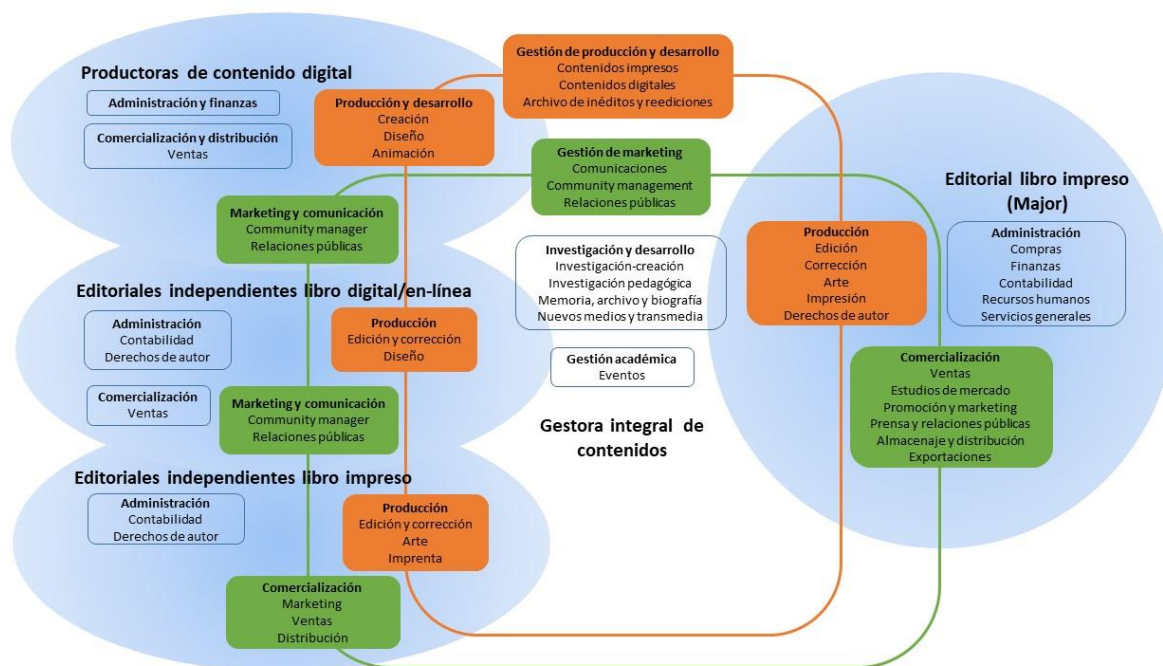 Productoras de contenido digital
Administración y finanzas
Comercialización y distribución
Ventas
Producción y desarrollo
Creación
Diseño
Animación
Marketing y comunicación
Community manager
Relaciones públicas
Editoriales independientes libro digital/en-línea
Administración
Contabilidad
Derechos de autor
Comercialización
Ventas
Producción
Edición y corrección
Diseño
Marketing y comunicación
Community manager
Relaciones públicas
Editoriales independientes libro impreso
Administración
Contabilidad
Derechos de autor
Producción
Edición y corrección
Arte
Imprenta
Comercialización
Marketing
Ventas
Distribución
Gestión de producción y desarrollo
Contenidos impresos
Contenidos digitales
Archivo de inéditos y reediciones
Gestión de marketing
Comunicaciones
Community management
Relaciones públicas
Investigación y desarrollo
Investigación-creación
Investigación pedagógica
Memoria, archivo y biografía
Nuevos medios y transmedia
Gestión académica
Eventos
Gestora integral de
contenidos
Editorial libro impreso
(Major)
Producción
Edición
Corrección
Arte
Impresión
Derechos de autor
Administración
Compras
Finanzas
Contabilidad
Recursos humanos
Servicios generales
Comercialización
Ventas
Estudios de mercado
Promoción y marketing
Prensa y relaciones públicas
Almacenaje y distribución
Exportaciones